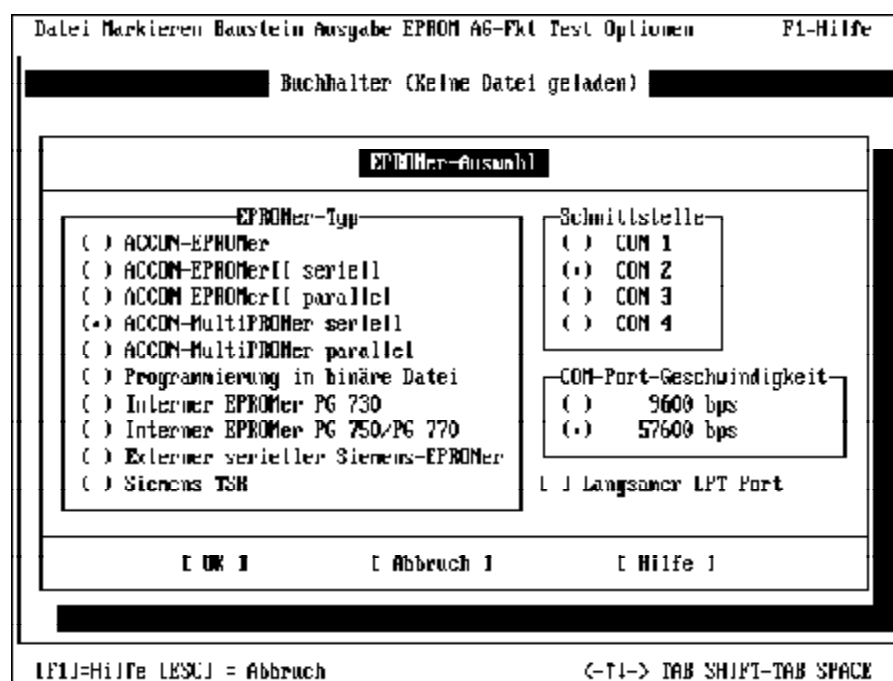 Datei Markieren Baustein Ausgabe EPROM AG-Fkt Test Optionen F1-Hilfe
Buchhalter (Keine Datei geladen)
EPROMer-Auswahl
EPROMer-Typ
( ) ACCON-EPROMer
( ) ACCON-EPROMerII seriell
( ) ACCON EPROMerII parallel
(•) ACCON-MultiPROMer seriell
( ) ACCON-MultiPROMer parallel
( ) Programmierung in binäre Datei
( ) Interner EPROMer PG 730
( ) Interner EPROMer PG 750/PG 770
( ) Externer serieller Siemens-EPROMer
( ) Siemens TSK
Schnittstelle
( ) COM 1
(•) COM 2
( ) COM 3
( ) COM 4
COM-Port-Geschwindigkeit
( ) 9600 bps
(•) 57600 bps
[ ] Langsamer LPT Port
[ OK ] [ Abbruch ] [ Hilfe ]
[F1]=Hilfe [ESC] = Abbruch <-↑↓-> TAB SHIFT-TAB SPACE